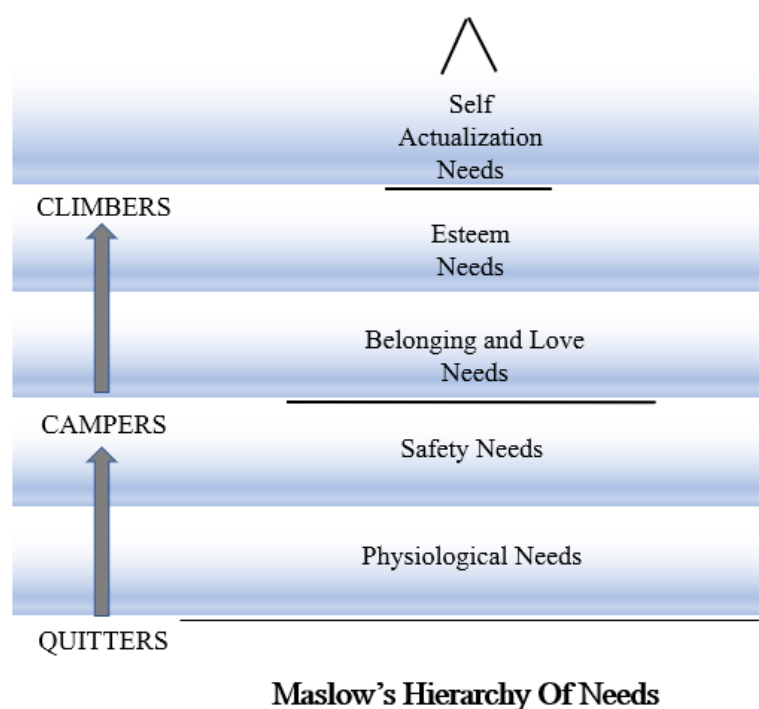 Self
Actualization
Needs
CLIMBERS
Esteem
Needs
Belonging and Love
Needs
CAMPERS
Safety Needs
Physiological Needs
QUITTERS
Maslow’s Hierarchy Of Needs